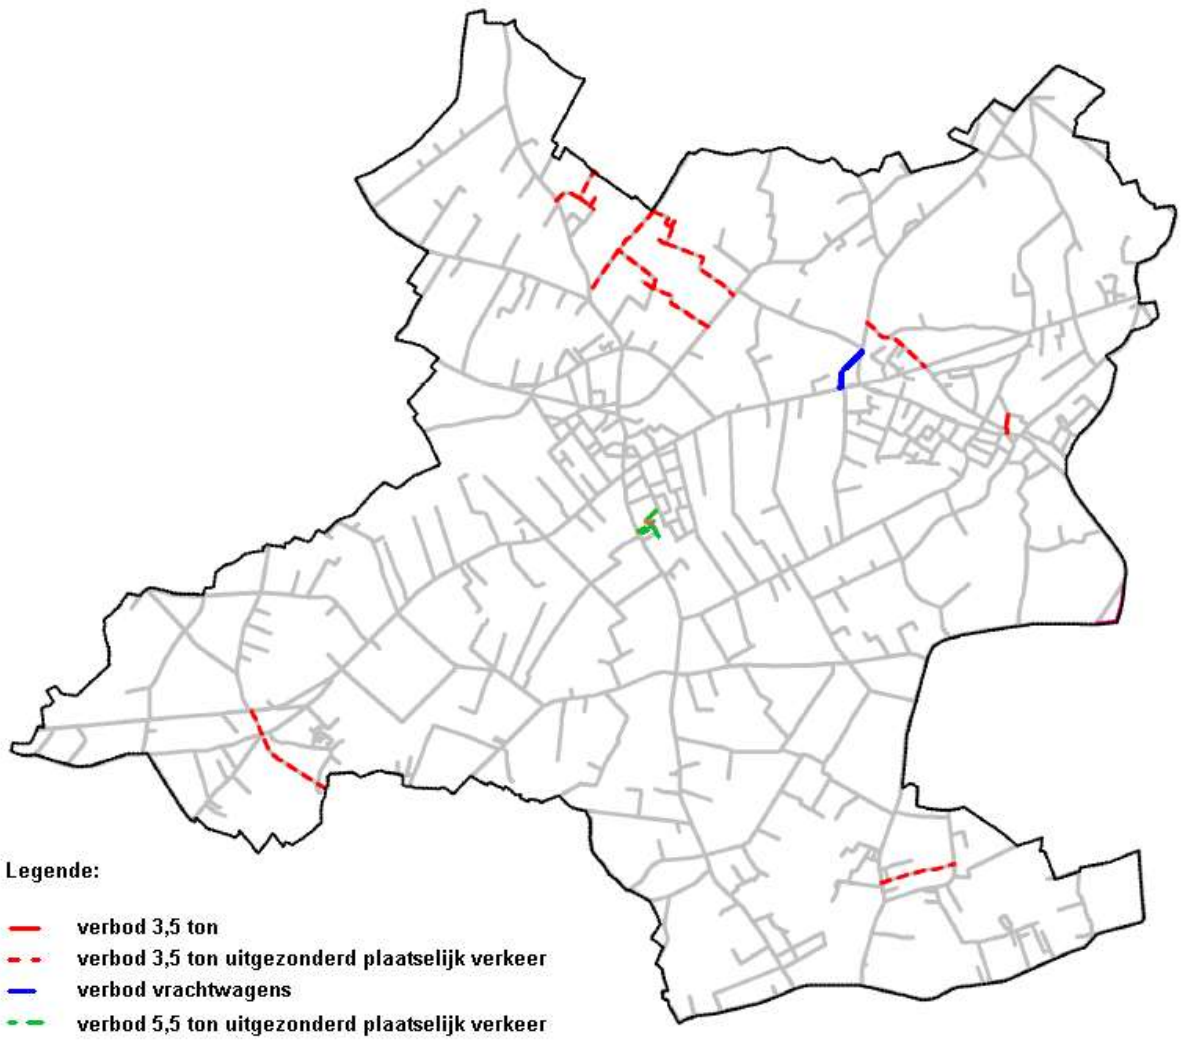 Legende:
verbod 3,5 ton
verbod 3,5 ton uitgezonderd plaatselijk verkeer
verbod vrachtwagens
verbod 5,5 ton uitgezonderd plaatselijk verkeer